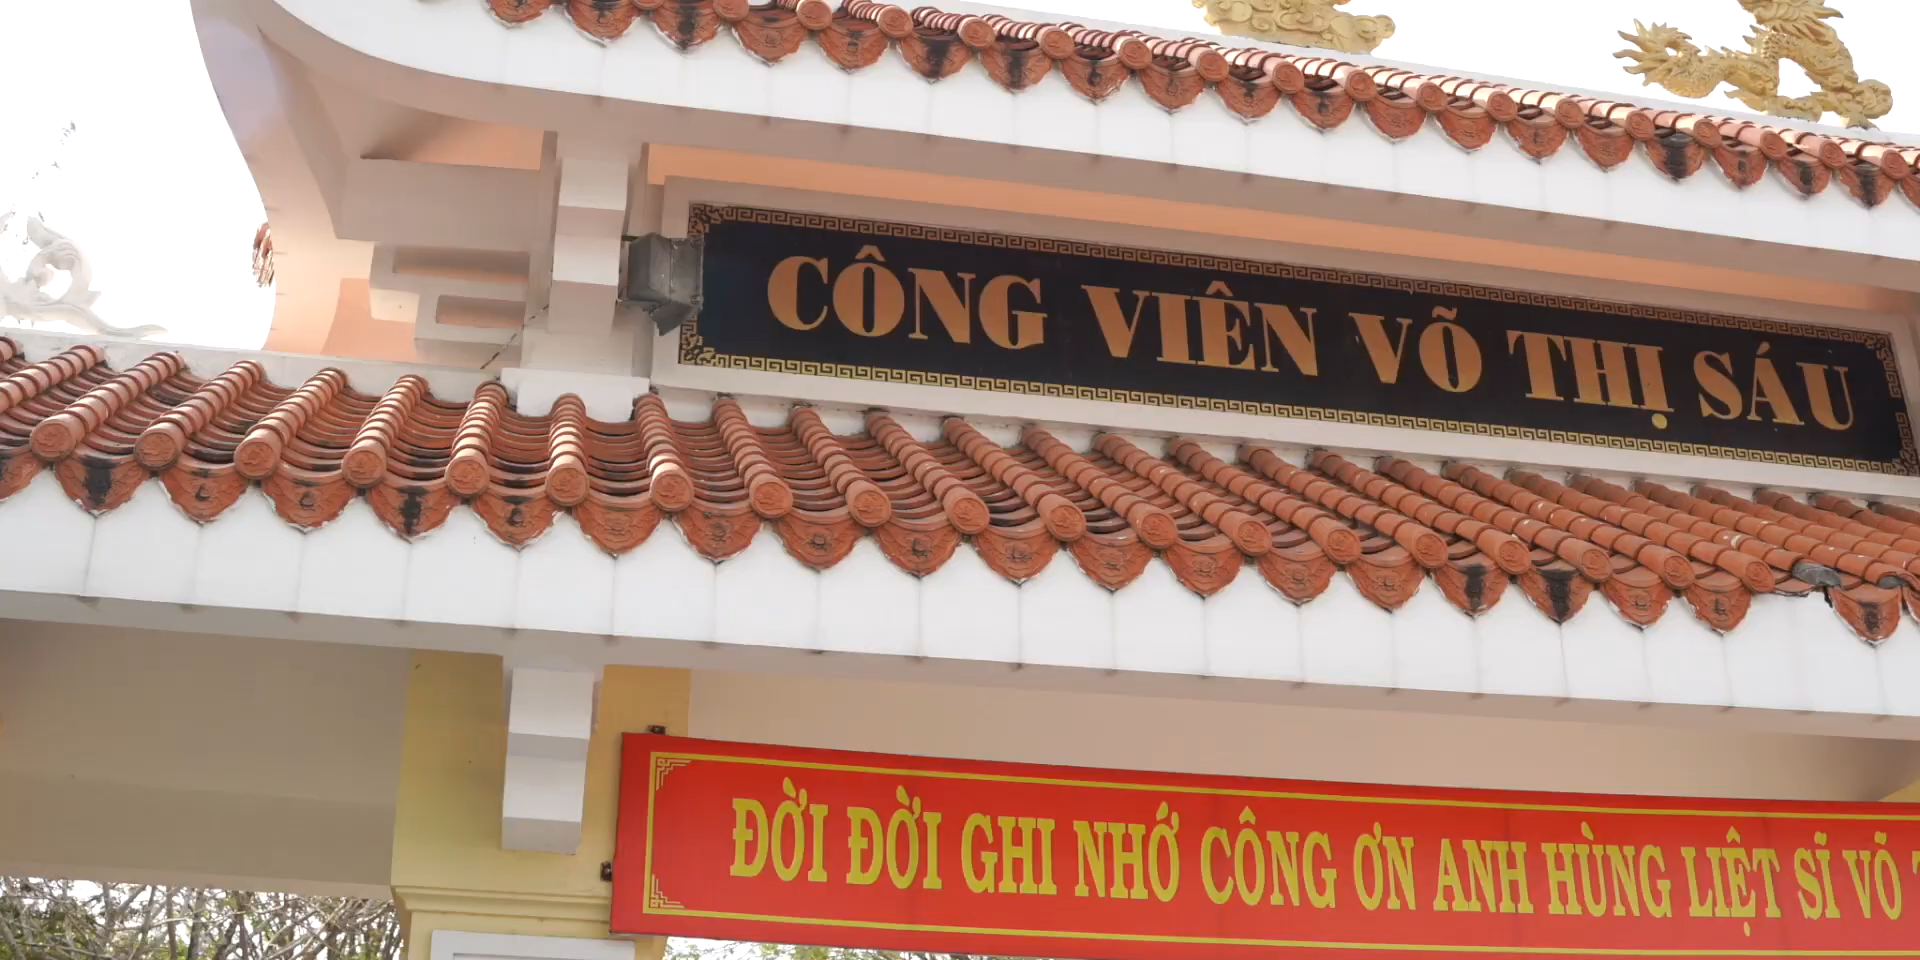 CÔNG VIÊN VÕ THỊ SÁU
ĐỜI ĐỜI GHI NHỚ CÔNG ƠN ANH HÙNG LIỆT SĨ VÕ